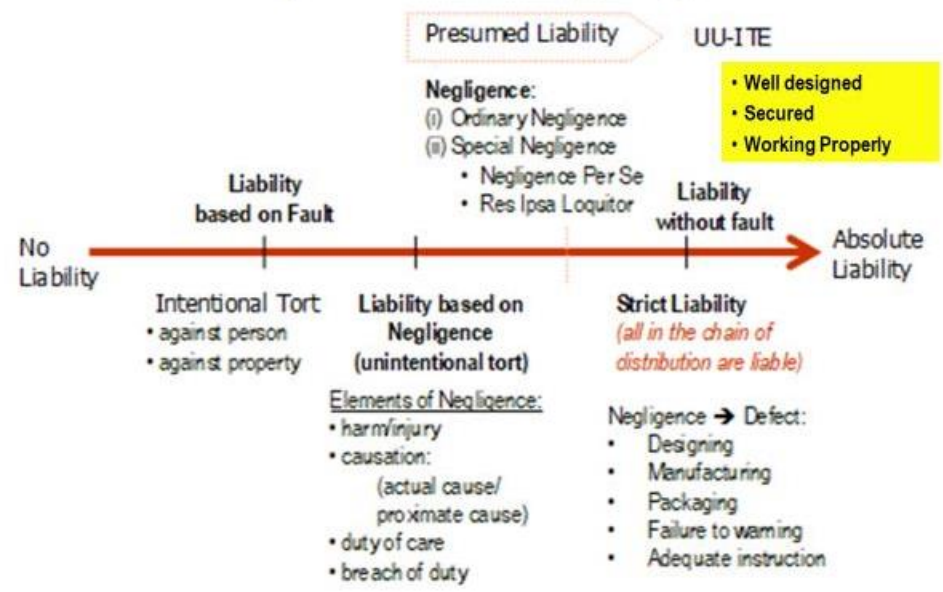 Presumed Liability
UU-ITE
• Well designed
• Secured
• Working Properly
Negligence:
(i) Ordinary Negligence
(ii) Special Negligence
• Negligence Per Se
• Res Ipsa Loquitor
Liability
based on Fault
Liability
without fault
No
Liability
Absolute
Liability
Intentional Tort
• against person
• against property
Liability based on
Negligence
(unintentional tort)
Elements of Negligence:
• harm/injury
• causation:
(actual cause/
proximate cause)
• duty of care
• breach of duty
Strict Liability
(all in the chain of
distribution are liable)
Negligence → Defect:
• Designing
• Manufacturing
• Packaging
• Failure to warning
• Adequate instruction